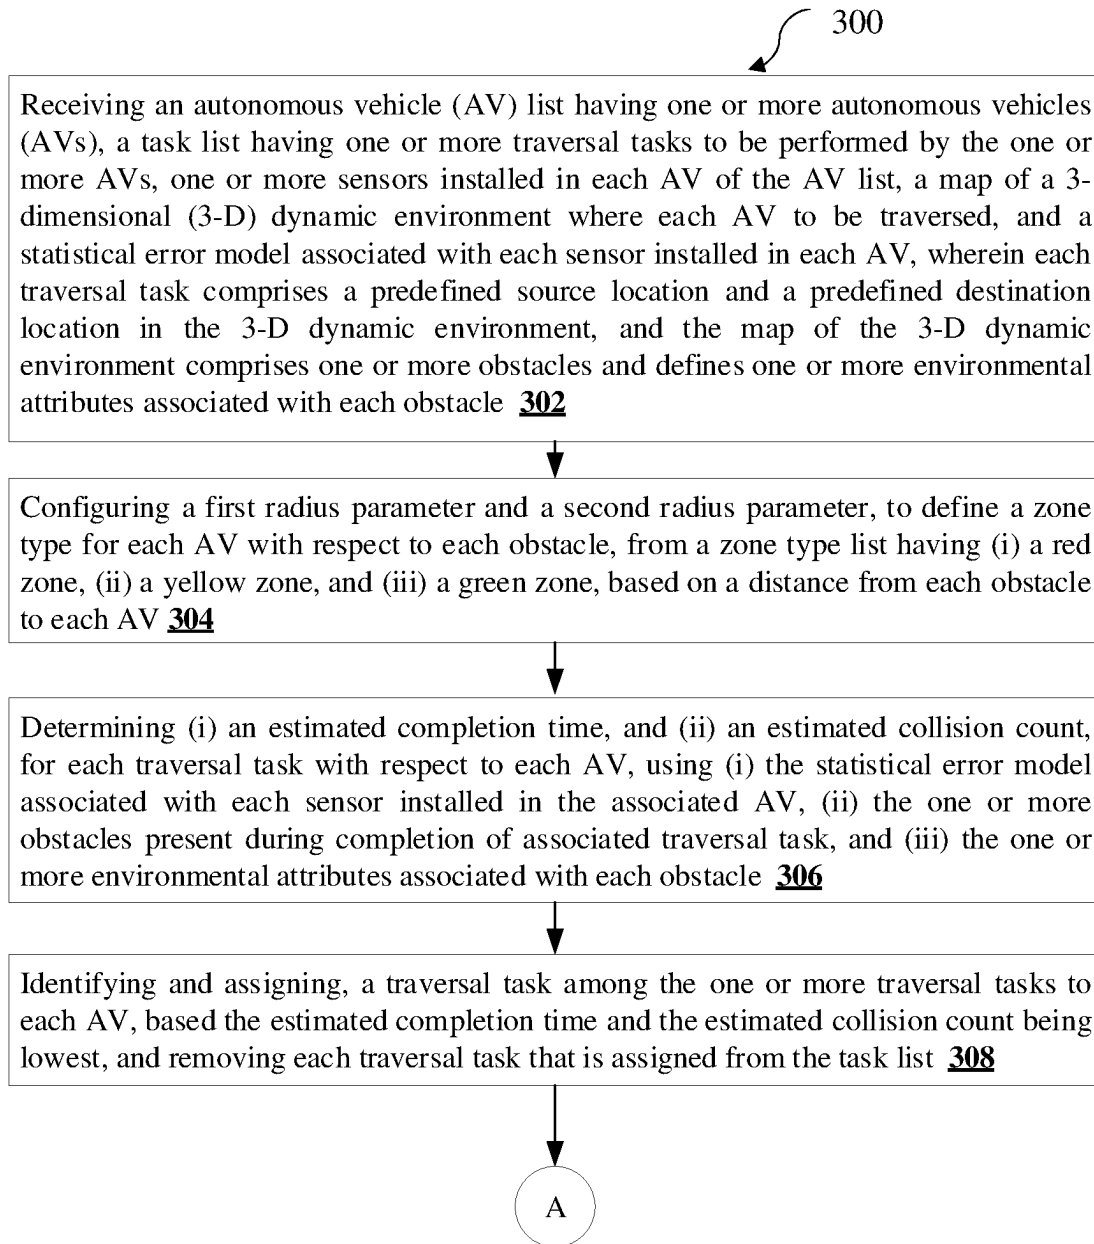 300
Receiving an autonomous vehicle (AV) list having one or more autonomous vehicles
(AVs), a task list having one or more traversal tasks to be performed by the one or
more AVs, one or more sensors installed in each AV of the AV list, a map of a 3-
dimensional (3-D) dynamic environment where each AV to be traversed, and a
statistical error model associated with each sensor installed in each AV, wherein each
traversal task comprises a predefined source location and a predefined destination
location in the 3-D dynamic environment, and the map of the 3-D dynamic
environment comprises one or more obstacles and defines one or more environmental
attributes associated with each obstacle 302
Configuring a first radius parameter and a second radius parameter, to define a zone
type for each AV with respect to each obstacle, from a zone type list having (i) a red
zone, (ii) a yellow zone, and (iii) a green zone, based on a distance from each obstacle
to each AV 304
Determining (i) an estimated completion time, and (ii) an estimated collision count,
for each traversal task with respect to each AV, using (i) the statistical error model
associated with each sensor installed in the associated AV, (ii) the one or more
obstacles present during completion of associated traversal task, and (iii) the one or
more environmental attributes associated with each obstacle 306
Identifying and assigning, a traversal task among the one or more traversal tasks to
each AV, based the estimated completion time and the estimated collision count being
lowest, and removing each traversal task that is assigned from the task list 308
A